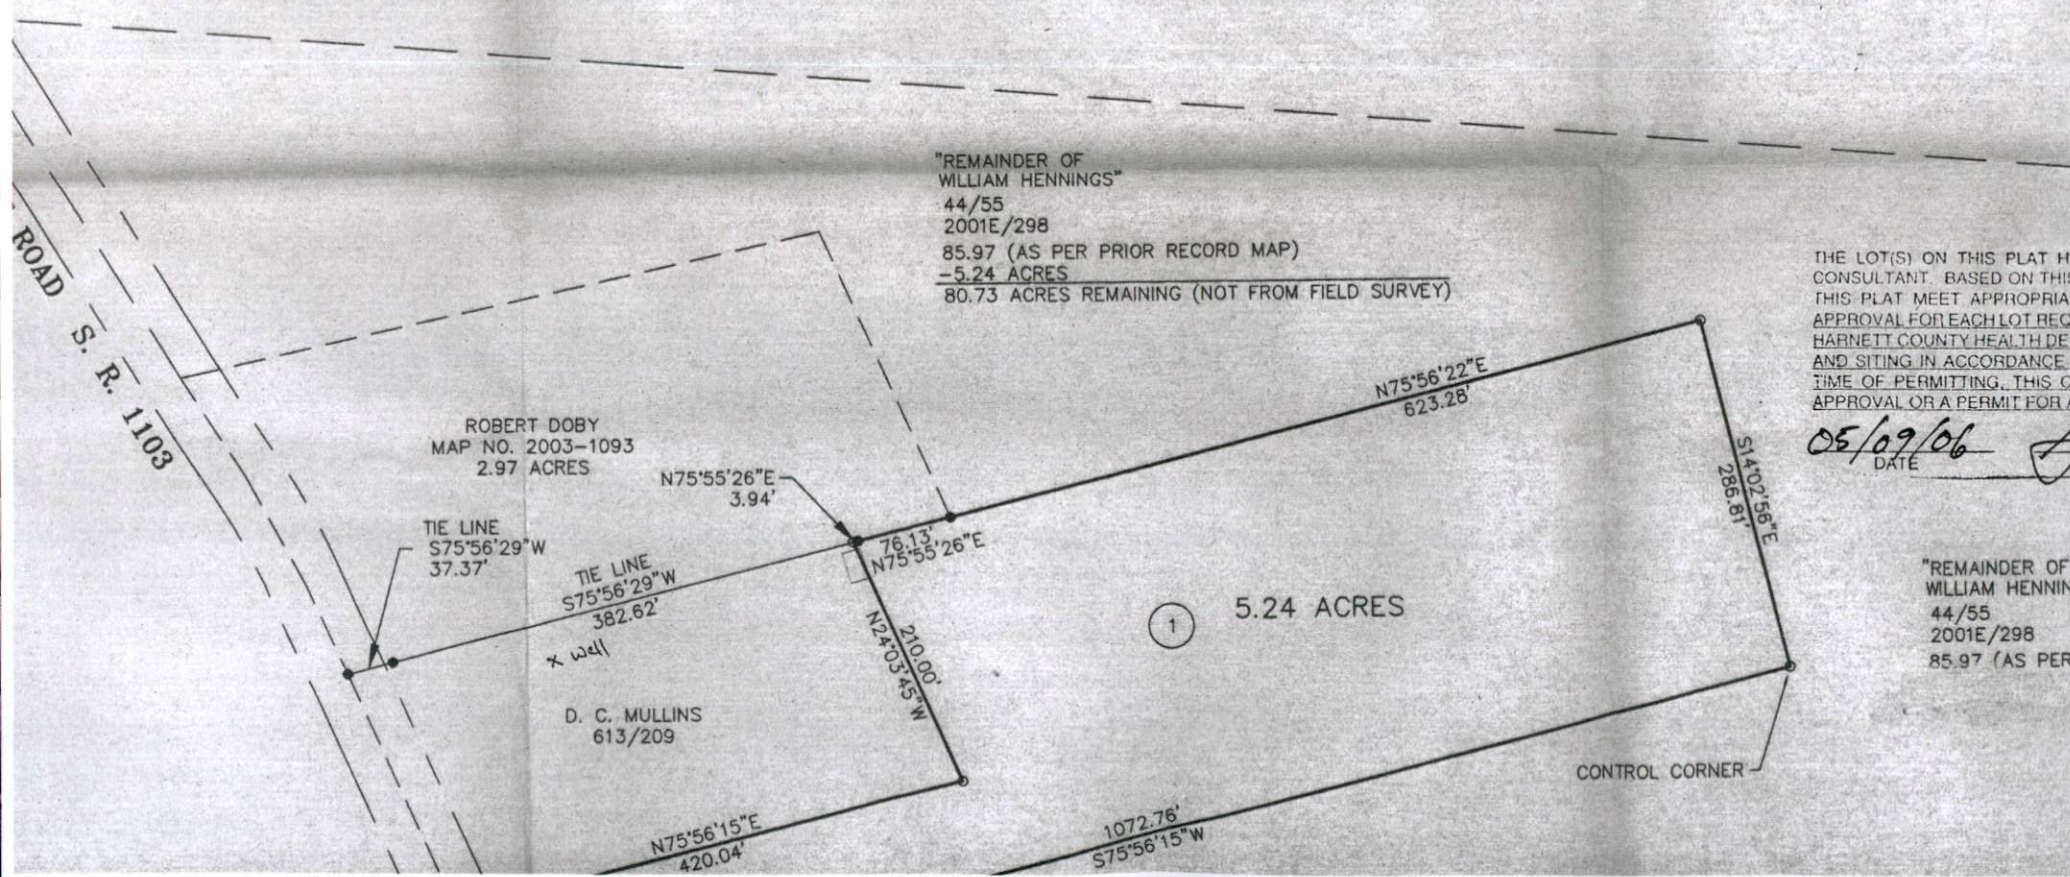 "REMAINDER OF
WILLIAM HENNINGS"
44/55
2001E/298
85.97 (AS PER PRIOR RECORD MAP)
-5.24 ACRES
80.73 ACRES REMAINING (NOT FROM FIELD SURVEY)
THE LOT(S) ON THIS PLAT H
CONSULTANT. BASED ON THIS
THIS PLAT MEET APPROPRIA
APPROVAL FOR EACH LOT REQ
HARNETT COUNTY HEALTH DE
AND SITING IN ACCORDANCE
TIME OF PERMITTING. THIS C
APPROVAL OR A PERMIT FOR A
05/09/06
DATE
ROAD S. R. 1103
N75°56'22"E
623.28'
S14°02'56"E
286.81'
ROBERT DOBY
MAP NO. 2003-1093
2.97 ACRES
N75°55'26"E
3.94'
76.13'
N75°55'26"E
TIE LINE
S75°56'29"W
37.37'
TIE LINE
S75°56'29"W
382.62'
x well
210.00'
N24°03'45"W
1
5.24 ACRES
"REMAINDER OF
WILLIAM HENNIN
44/55
2001E/298
85.97 (AS PER
D. C. MULLINS
613/209
CONTROL CORNER
N75°56'15"E
420.04'
1072.76'
S75°56'15"W